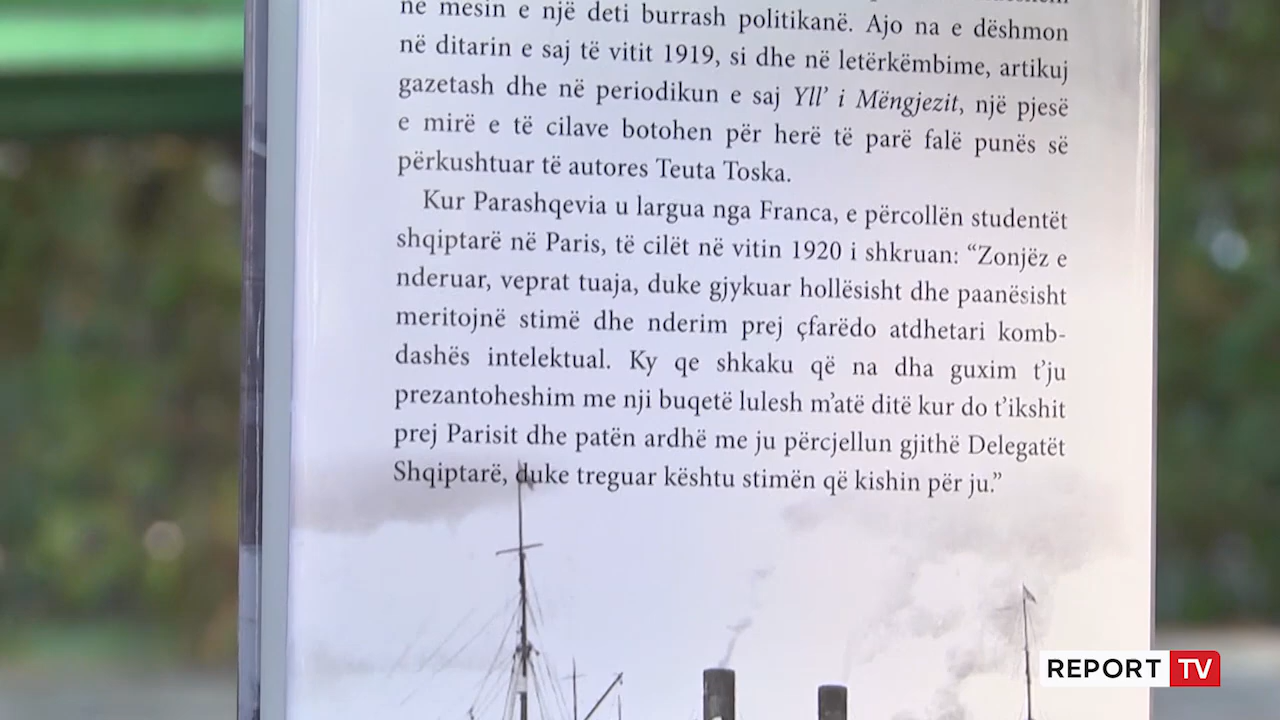 në mesin e një deti burrash politikanë. Ajo na e dëshmon
në ditarin e saj të vitit 1919, si dhe në letërkëmbime, artikuj
gazetash dhe në periodikun e saj Yll’ i Mëngjezit, një pjesë
e mirë e të cilave botohen për herë të parë falë punës së
përkushtuar të autores Teuta Toska.
Kur Parashqevia u largua nga Franca, e përcollën studentët
shqiptarë në Paris, të cilët në vitin 1920 i shkruan: “Zonjëz e
nderuar, veprat tuaja, duke gjykuar hollësisht dhe paanësisht
meritojnë stimë dhe nderim prej çfarëdo atdhetari komb-
dashës intelektual. Ky qe shkaku që na dha guxim t’ju
prezantoheshim me nji buqetë lulesh m’atë ditë kur do t’ikshit
prej Parisit dhe patën ardhë me ju përcjellun gjithë Delegatët
Shqiptarë, duke treguar kështu stimën që kishin për ju.”
REPORT TV